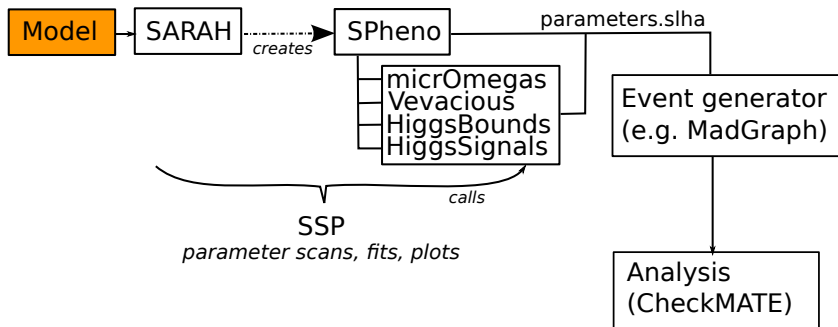 Model
SARAH
creates
SPheno
parameters.slha
micrOmegas
Vevacious
HiggsBounds
HiggsSignals
Event generator
(e.g. MadGraph)
calls
SSP
parameter scans, fits, plots
Analysis
(CheckMATE)